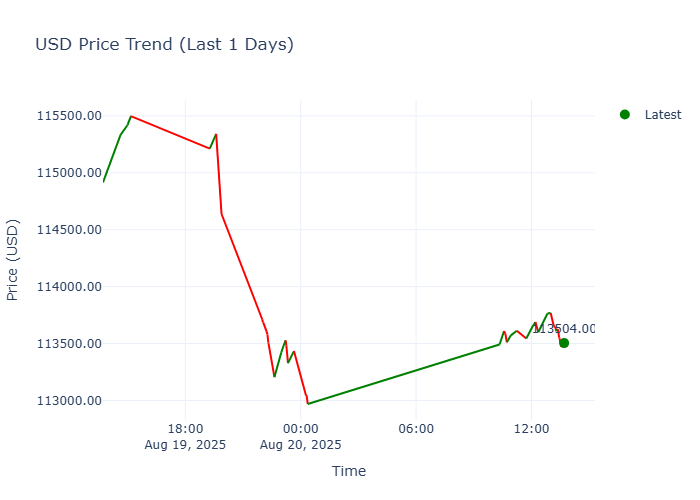 USD Price Trend (Last 1 Days)
Latest
115500.00
115000.00
114500.00
114000.00
113500.00
113000.00
Price (USD)
113504.00
18:00
Aug 19, 2025
00:00
Aug 20, 2025
06:00
12:00
Time